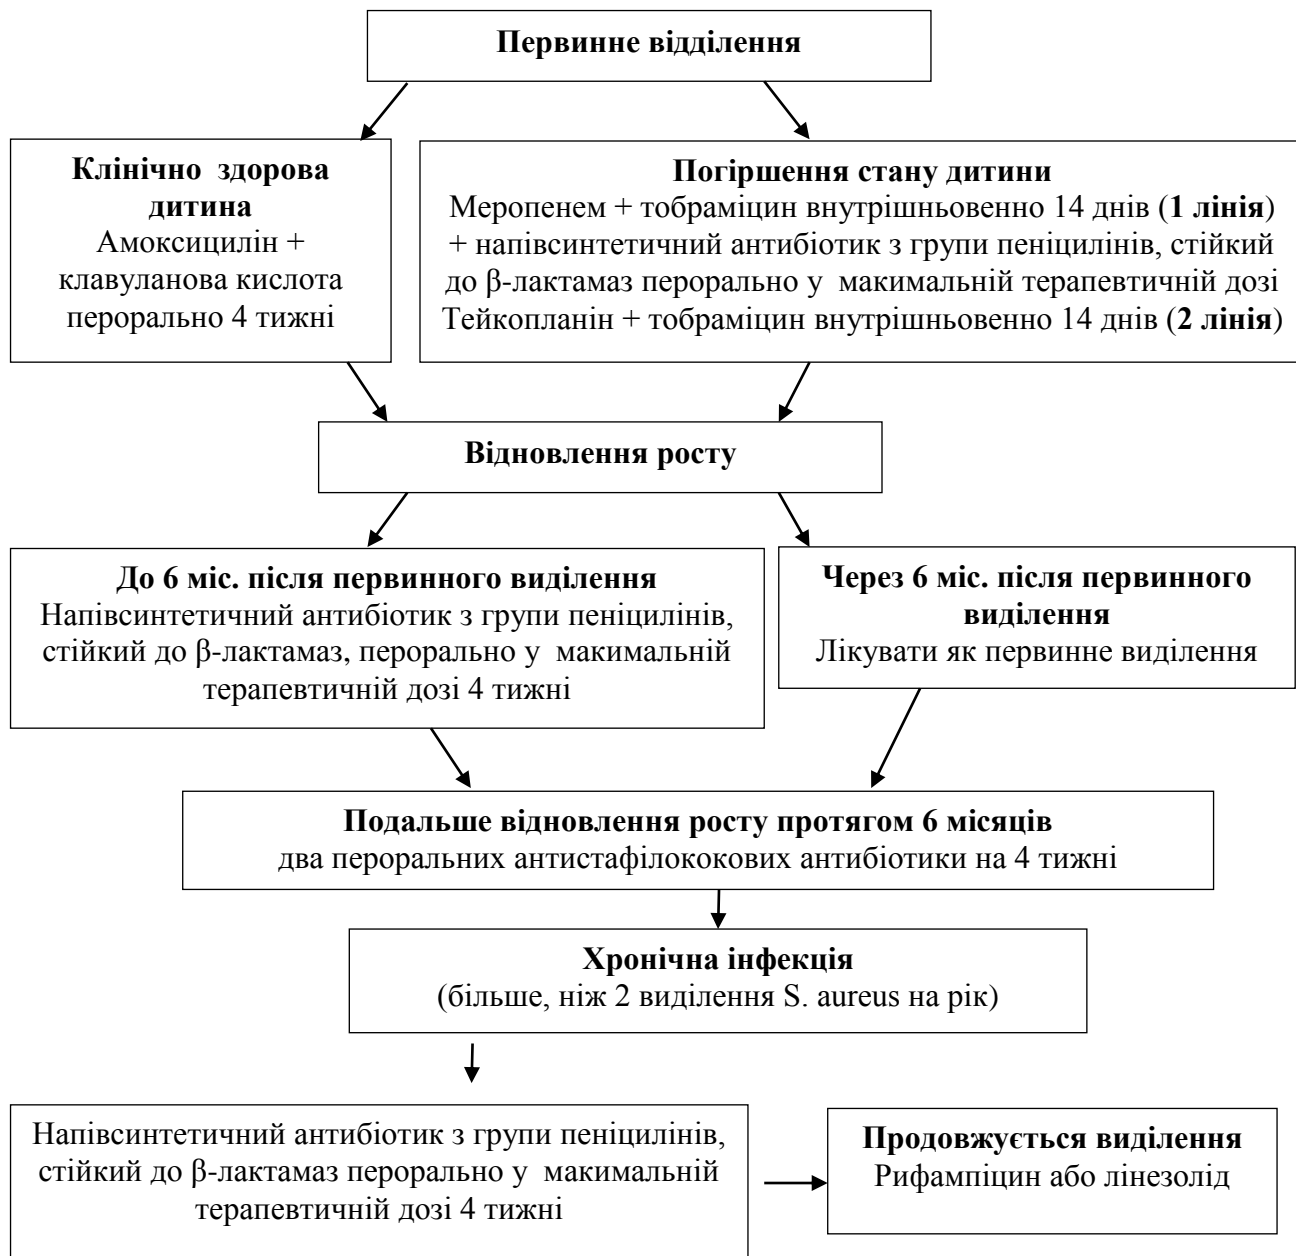 Первинне відділення
Клінічно здорова
дитина
Амоксицилін +
клавуланова кислота
перорально 4 тижні
Погіршення стану дитини
Меропенем + тобраміцин внутрішньовенно 14 днів (1 лінія)
+ напівсинтетичний антибіотик з групи пеніцилінів, стійкий
до β-лактамаз перорально у макимальній терапевтичній дозі
Тейкопланін + тобраміцин внутрішньовенно 14 днів (2 лінія)
Відновлення росту
До 6 міс. після первинного виділення
Напівсинтетичний антибіотик з групи пеніцилінів,
стійкий до β-лактамаз, перорально у макимальній
терапевтичній дозі 4 тижні
Через 6 міс. після первинного
виділення
Лікувати як первинне виділення
Подальше відновлення росту протягом 6 місяців
два пероральних антистафілококових антибіотики на 4 тижні
Хронічна інфекція
(більше, ніж 2 виділення S. aureus на рік)
Напівсинтетичний антибіотик з групи пеніцилінів,
стійкий до β-лактамаз перорально у макимальній
терапевтичній дозі 4 тижні
Продовжується виділення
Рифампіцин або лінезолід